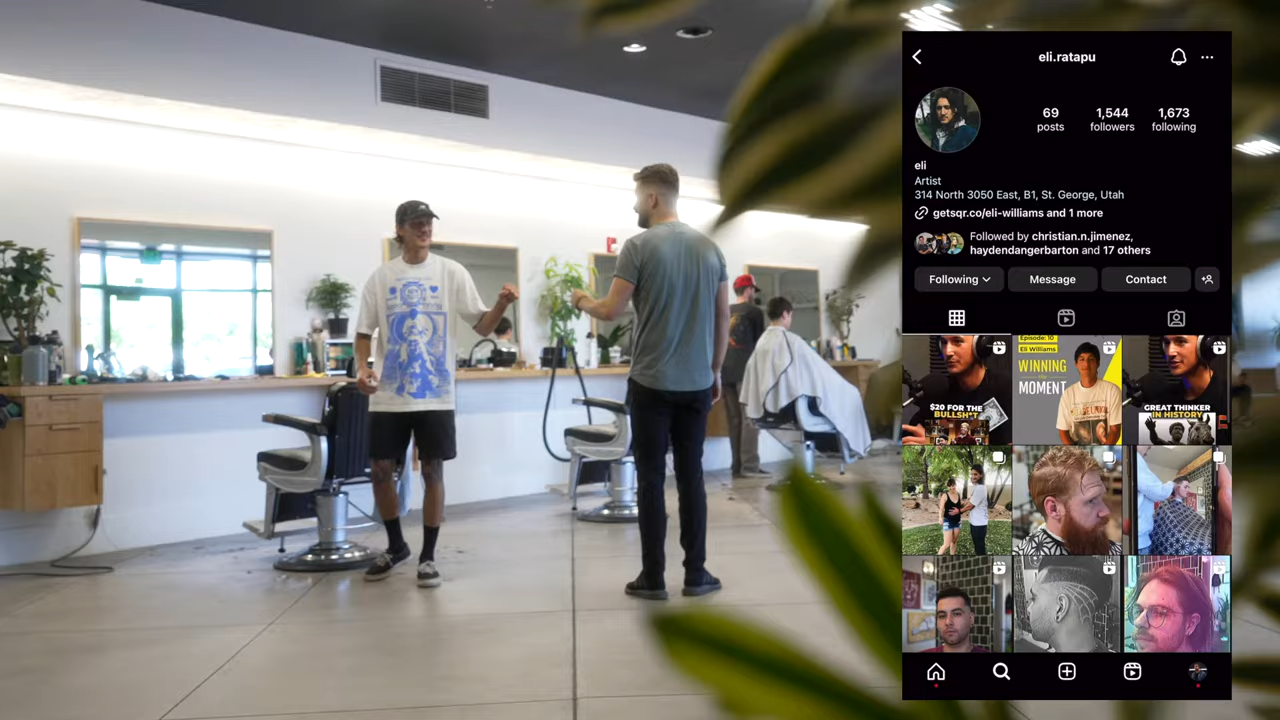 eli.ratapu
69
posts
1,544
followers
1,673
following
eli
Artist
314 North 3050 East, B1, St. George, Utah
getsqr.co/eli-williams and 1 more
Followed by christian.n.jimenez,
haydendangerbarton and 17 others
Following
Message
Contact
$20 FOR THE
BULLSH*T
Episode: 10
Eli Williams
WINNING
MOMENT
GREAT THINKER
IN HISTORY